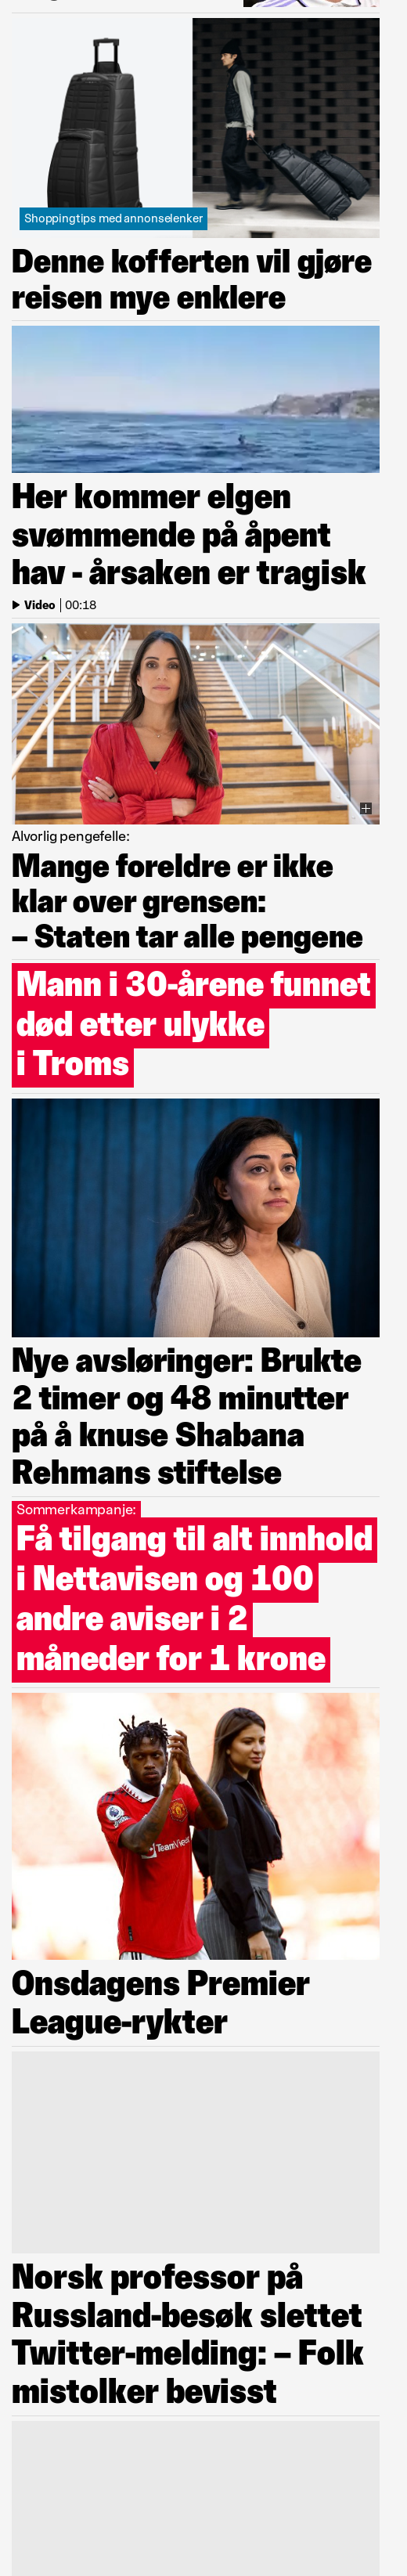 Shoppingtips med annonselenker
Denne kofferten vil gjøre
reisen mye enklere
Her kommer elgen
svømmende på åpent
hav - årsaken er tragisk
Video | 00:18
Alvorlig pengefelle:
Mange foreldre er ikke
klar over grensen:
– Staten tar alle pengene
Mann i 30-årene funnet
død etter ulykke
i Troms
Nye avsløringer: Brukte
2 timer og 48 minutter
på å knuse Shabana
Rehmans stiftelse
Sommerkampanje:
Få tilgang til alt innhold
i Nettavisen og 100
andre aviser i 2
måneder for 1 krone
TeamViewer
Onsdagens Premier
League-rykter
Norsk professor på
Russland-besøk slettet
Twitter-melding: – Folk
mistolker bevisst